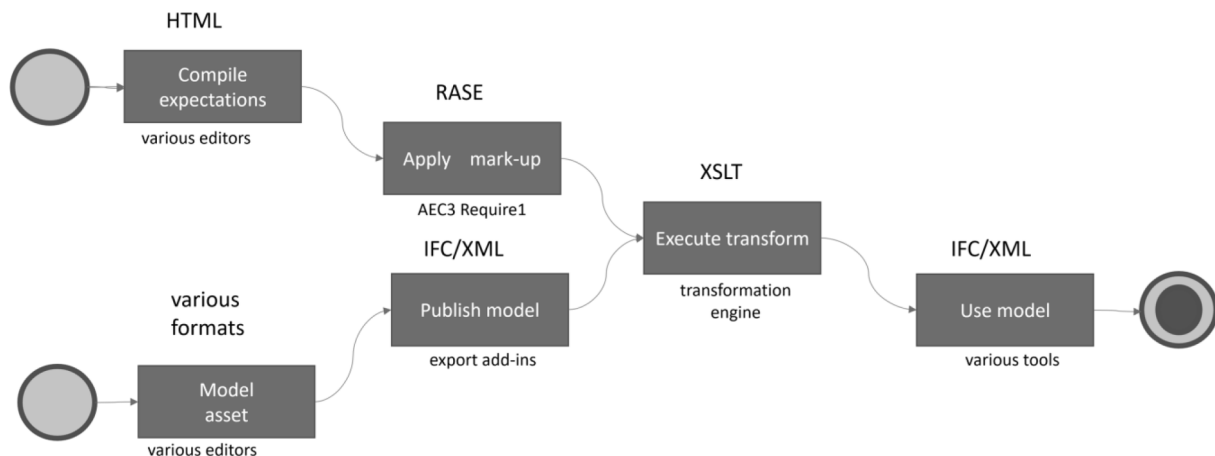 HTML
Compile
expectations
various editors
RASE
Apply mark-up
AEC3 Require1
XSLT
Execute transform
transformation
engine
IFC/XML
Publish model
export add-ins
various
formats
Model
asset
various editors
IFC/XML
Use model
various tools